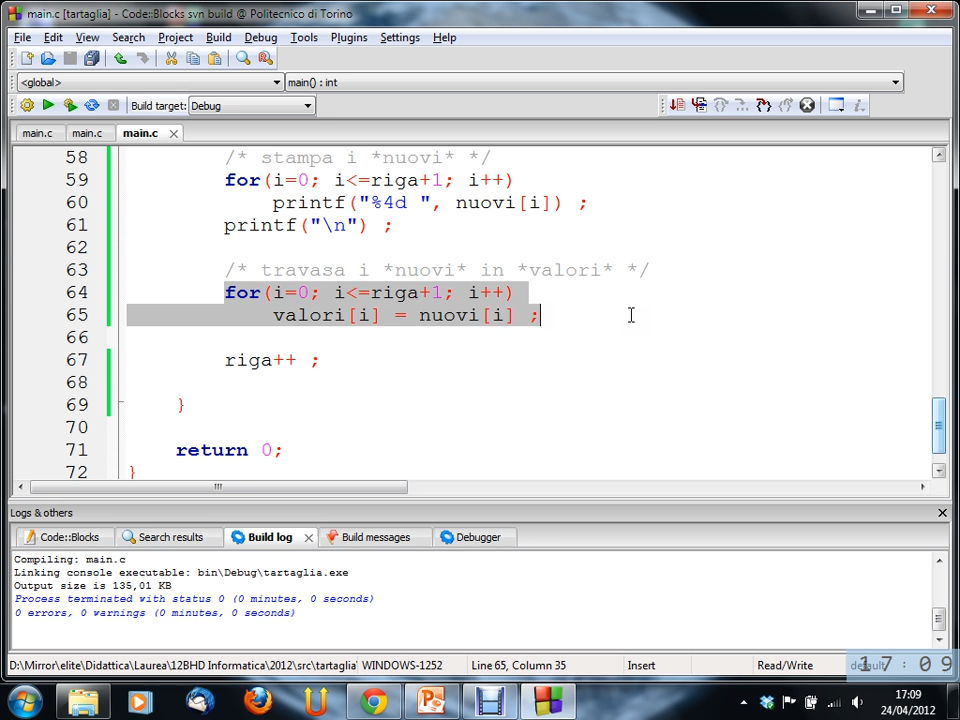 main.c [tartaglia] - Code::Blocks svn build @ Politecnico di Torino
File Edit View Search Project Build Debug Tools Plugins Settings Help
<global> main() : int
Build target: Debug
main.c main.c main.c
58 /* stampa i *nuovi* */
59 for(i=0; i<=riga+1; i++)
60 printf("%4d ", nuovi[i]) ;
61 printf("\n") ;
62
63 /* travasa i *nuovi* in *valori* */
64 for(i=0; i<=riga+1; i++)
65 valori[i] = nuovi[i] ;
66
67 riga++ ;
68
69 }
70
71 return 0;
72 }
Logs & others
Code::Blocks Search results Build log Build messages Debugger
Compiling: main.c
Linking console executable: bin\Debug\tartaglia.exe
Output size is 135,01 KB
Process terminated with status 0 (0 minutes, 0 seconds)
0 errors, 0 warnings (0 minutes, 0 seconds)
D:\Mirror\elite\Didattica\Laurea\12BHD Informatica\2012\src\tartaglia WINDOWS-1252 Line 65, Column 35 Insert Read/Write default
17:09
17:09
24/04/2012